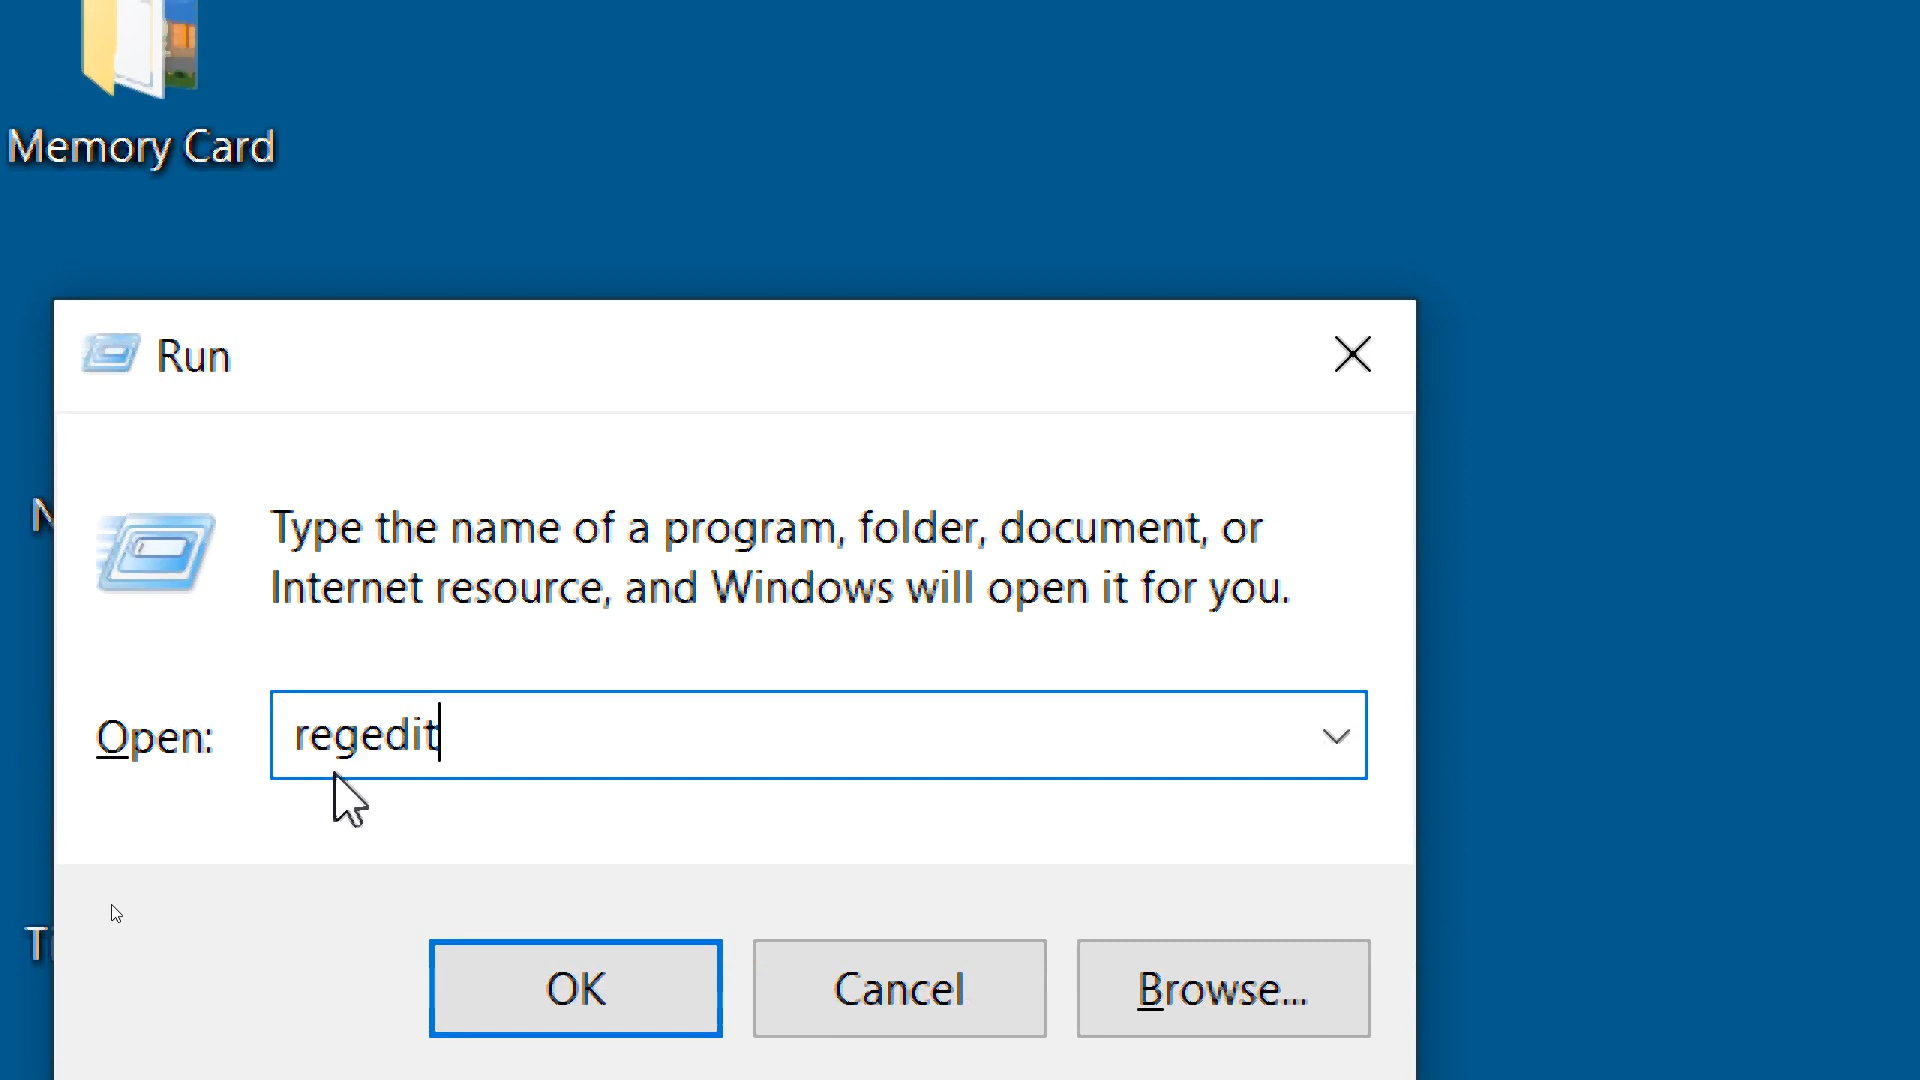 Memory Card
Run
Type the name of a program, folder, document, or
Internet resource, and Windows will open it for you.
Open:
regedit
OK
Cancel
Browse...